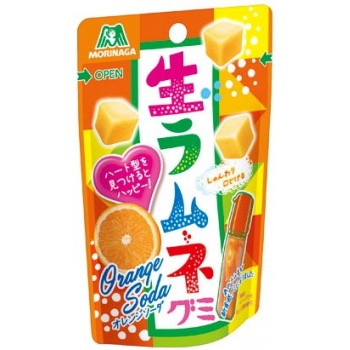 MORINAGA
OPEN
生ラムネ
グミ
ハート型を
見つけると
ハッピー!
しゅんわり
口どける
Orange
Soda
オレンジソーダ